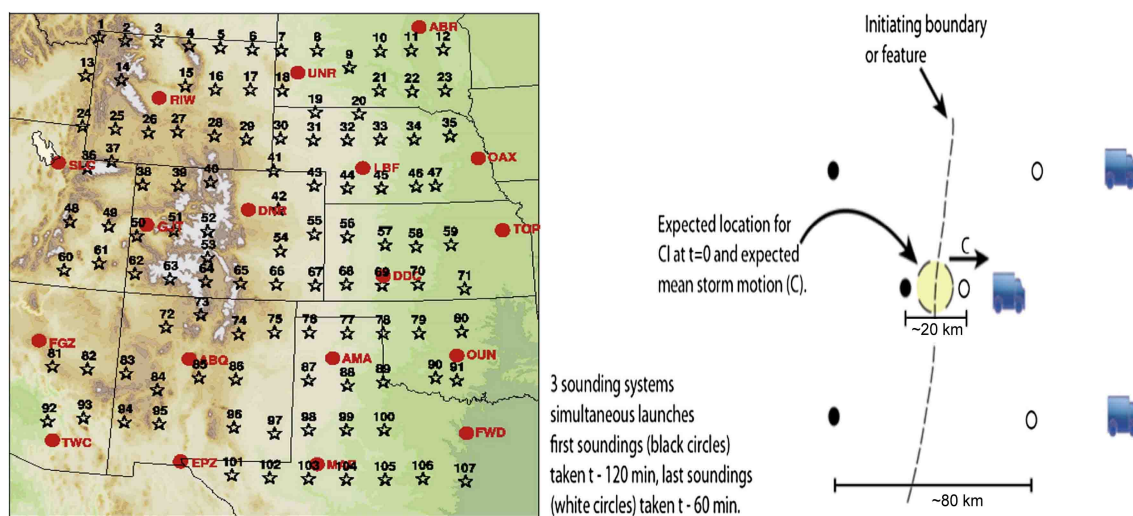 ABR
1 2 3 4 5 6 7 8 10 11 12
9
UNR
13 14 15 16 17 18 21 22 23
RIW
19 20
24 25 26 27 28 29 30 31 32 33 34 35
SLC 36 37 LBF OAX
38 39 40 41 43 44 45 46 47
DNR 42
48 49 50 GJT 51 52 55 56 57 58 59 TOP
53 54
60 61 62 63 64 65 66 67 68 69 70 71
DDC
72 73 74 75 76 77 78 79 80
FGZ
81 82 83 84 ABQ 85 86 87 AMA 88 89 90 91 OUN
92 93 94 95 96 97 98 99 100
TWC FWD
EPZ 101 102 103 MAF 104 105 106 107
Initiating boundary
or feature
Expected location for
CI at t=0 and expected
mean storm motion (C).
C
~20 km
3 sounding systems
simultaneous launches
first soundings (black circles)
taken t - 120 min, last soundings
(white circles) taken t - 60 min.
~80 km